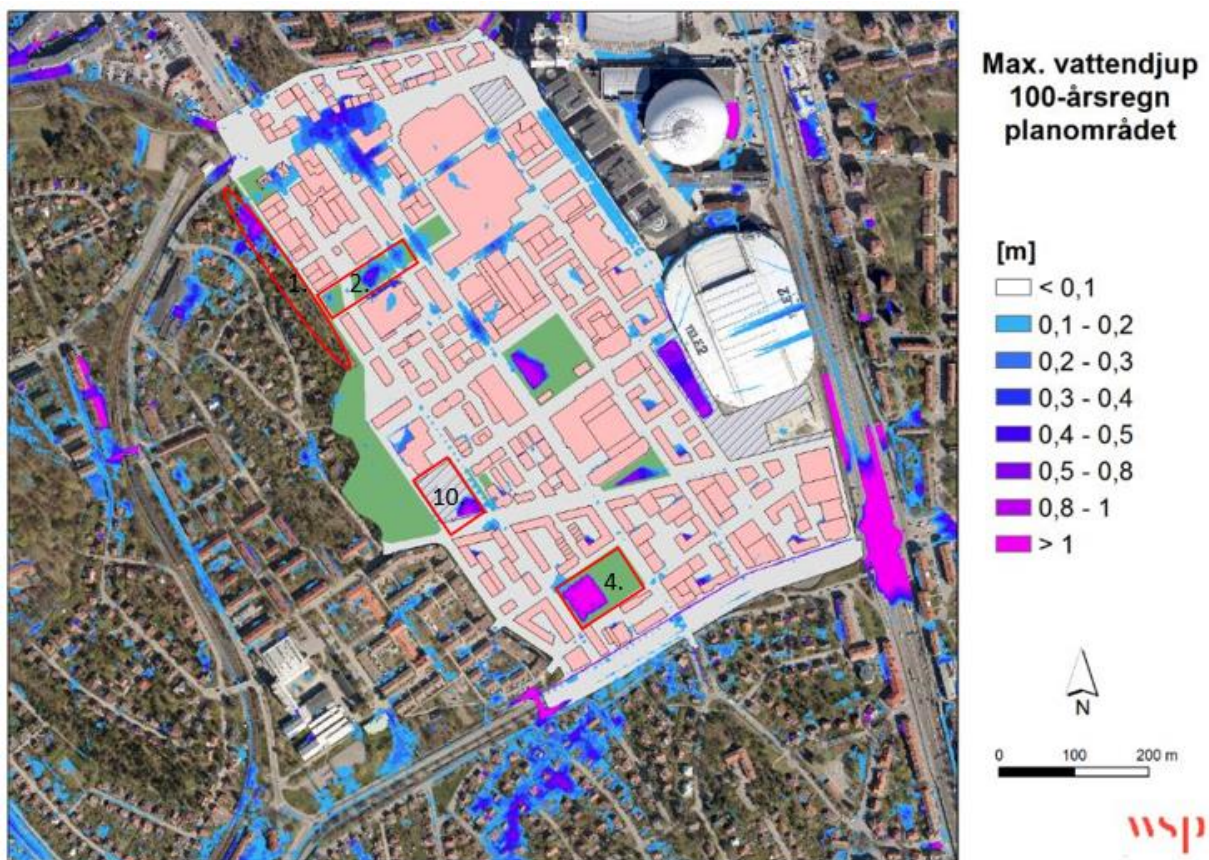 Max. vattendjup
100-årsregn
planområdet
[m]
< 0,1
0,1 - 0,2
0,2 - 0,3
0,3 - 0,4
0,4 - 0,5
0,5 - 0,8
0,8 - 1
> 1
N
0 100 200 m
wsp
1.
2.
10.
4.
TELE2